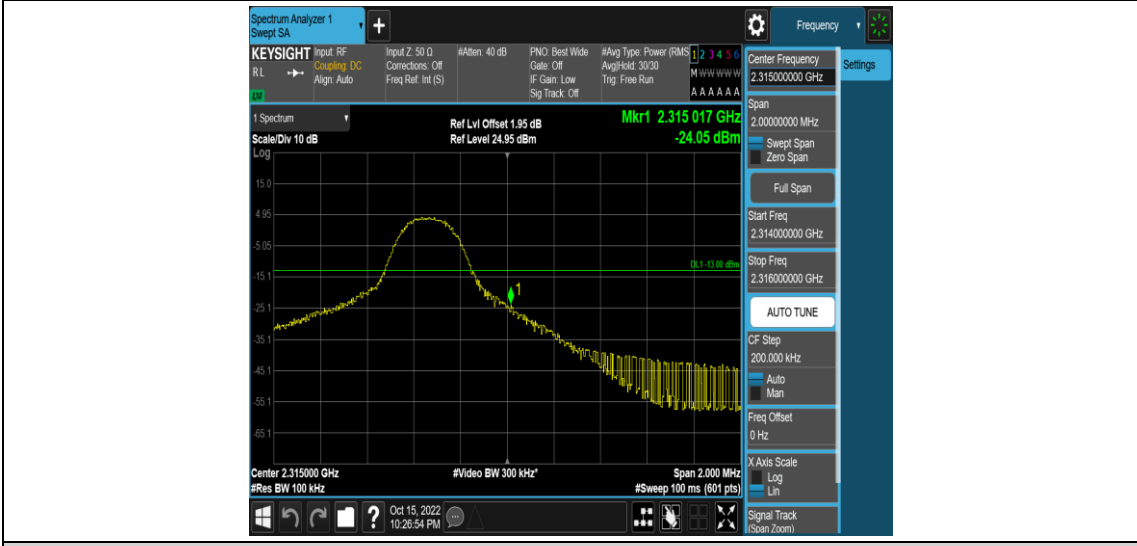 Spectrum Analyzer 1
Swept SA
Frequency
KEYSIGHT
RL
Input: RF
Coupling: DC
Align: Auto
Input Z: 50 Ω
Corrections: Off
Freq Ref: Int (S)
#Atten: 40 dB
PNO: Best Wide
Gate: Off
IF Gain: Low
Sig Track: Off
#Avg Type: Power (RMS
Avg|Hold: 30/30
Trig: Free Run
1 2 3 4 5 6
M W W W W W
A A A A A A
1 Spectrum
Scale/Div 10 dB
Log
Ref Lvl Offset 1.95 dB
Ref Level 24.95 dBm
Mkr1 2.315 017 GHz
-24.05 dBm
15.0
4.95
-5.05
-15.1
-25.1
-35.1
-45.1
-55.1
-65.1
DL1 -13.00 dBm
1
Center 2.315000 GHz
#Res BW 100 kHz
#Video BW 300 kHz*
Span 2.000 MHz
#Sweep 100 ms (601 pts)
Oct 15, 2022
10:26:54 PM
Center Frequency
2.315000000 GHz
Settings
Span
2.00000000 MHz
Swept Span
Zero Span
Full Span
Start Freq
2.314000000 GHz
Stop Freq
2.316000000 GHz
AUTO TUNE
CF Step
200.000 kHz
Auto
Man
Freq Offset
0 Hz
X Axis Scale
Log
Lin
Signal Track
(Span Zoom)